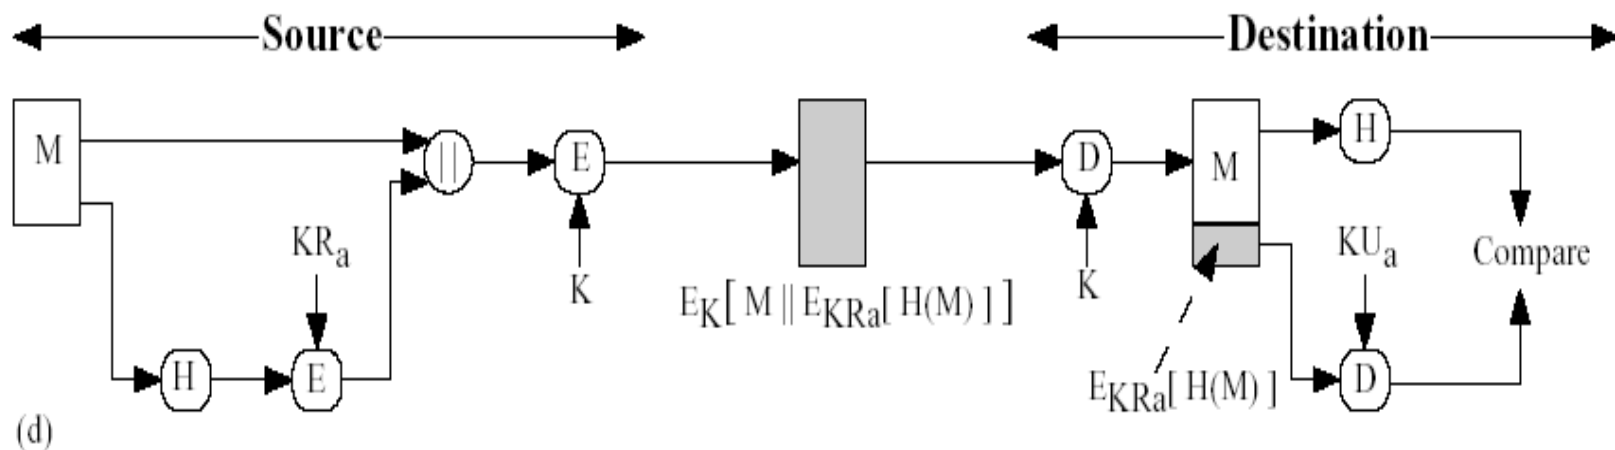 Source Destination
M || E D M H
KRa KUa Compare
K K
EK[ M || EKRa[ H(M) ] ]
H E EKRa[ H(M) ] D
(d)